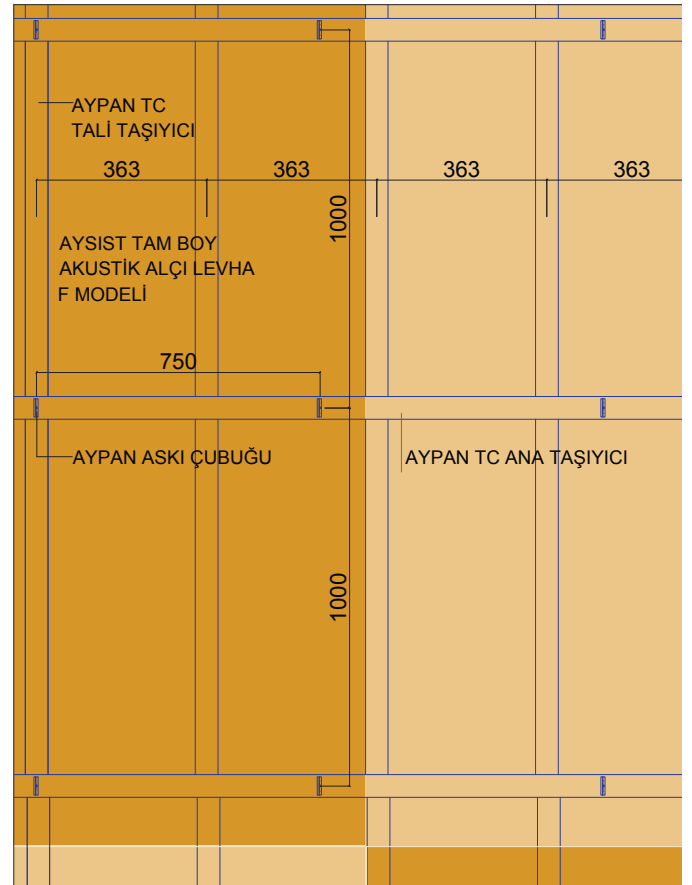 AYPAN TC
TALİ TAŞIYICI
363
363
363
363
1000
AYSIST TAM BOY
AKUSTİK ALÇI LEVHA
F MODELİ
750
AYPAN ASKI ÇUBUĞU
AYPAN TC ANA TAŞIYICI
1000